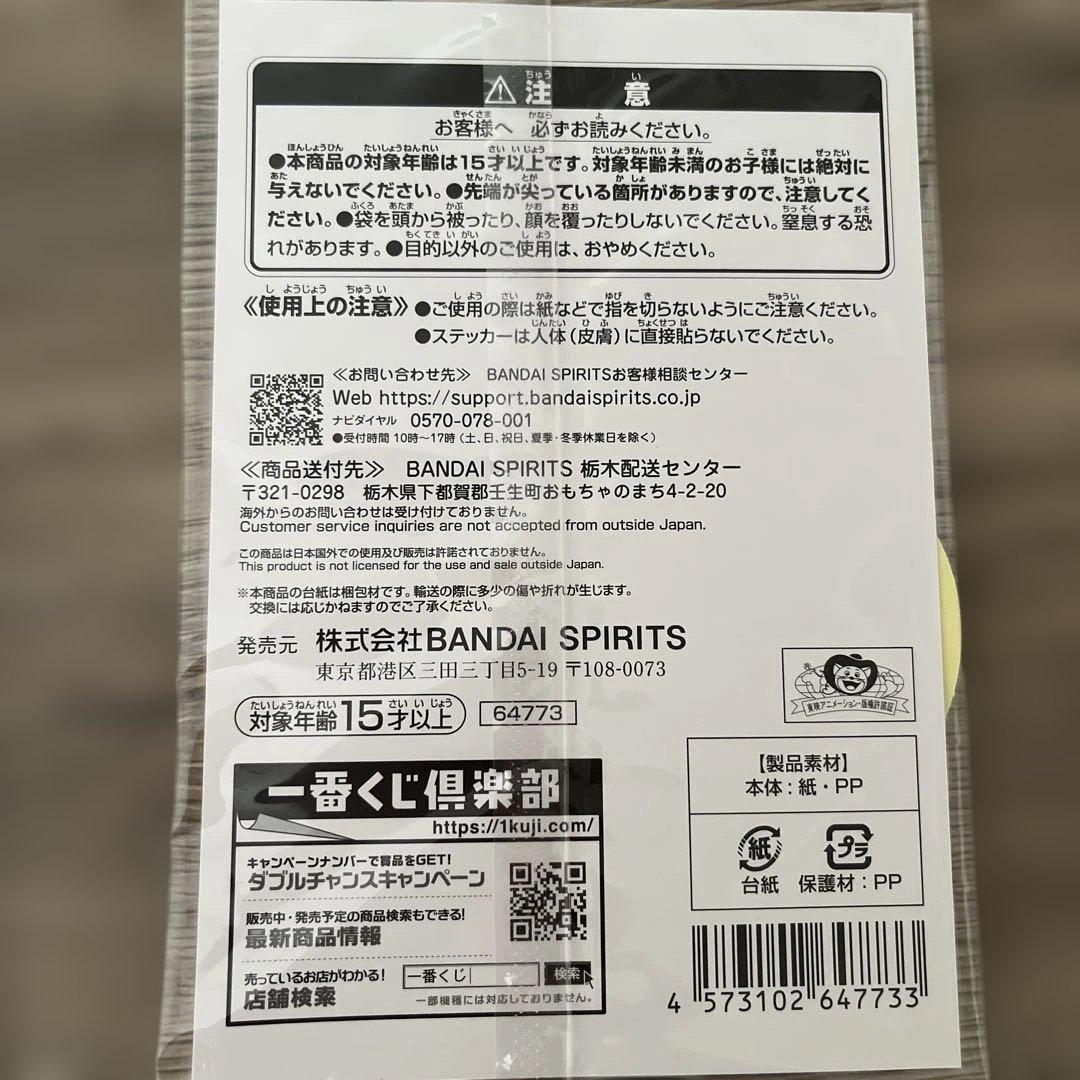 ⚠注意
お客様へ 必ずお読みください。
●本商品の対象年齢は15才以上です。対象年齢未満のお子様には絶対に
与えないでください。●先端が尖っている箇所がありますので、注意してく
ださい。●袋を頭から被ったり、顔を覆ったりしないでください。窒息する恐
れがあります。●目的以外のご使用は、おやめください。
《使用上の注意》●ご使用の際は紙などで指を切らないようにご注意ください。
●ステッカーは人体(皮膚)に直接貼らないでください。
≪お問い合わせ先≫ BANDAI SPIRITSお客様相談センター
Web https://support.bandaispirits.co.jp
ナビダイヤル 0570-078-001
●受付時間 10時〜17時(土、日、祝日、夏季・冬季休業日を除く)
≪商品送付先≫ BANDAI SPIRITS 栃木配送センター
〒321-0298 栃木県下都賀郡壬生町おもちゃのまち4-2-20
海外からのお問い合わせは受け付けておりません。
Customer service inquiries are not accepted from outside Japan.
この商品は日本国外での使用及び販売は許諾されておりません。
This product is not licensed for the use and sale outside Japan.
※本商品の台紙は梱包材です。輸送の際に多少の傷や折れが生じます。
交換には応じかねますのでご了承ください。
発売元 株式会社BANDAI SPIRITS
東京都港区三田三丁目5-19 〒108-0073
対象年齢15才以上 64773
®
東映アニメーション・版権許諾証
【製品素材】
本体:紙・PP
紙 プラ
台紙 保護材:PP
一番くじ倶楽部
https://1kuji.com/
キャンペーンナンバーで賞品をGET!
ダブルチャンスキャンペーン
販売中・発売予定の商品検索もできる!
最新商品情報
売っているお店がわかる!
店舗検索
一番くじ 検索
一部機種には対応しておりません。
4 573102 647733